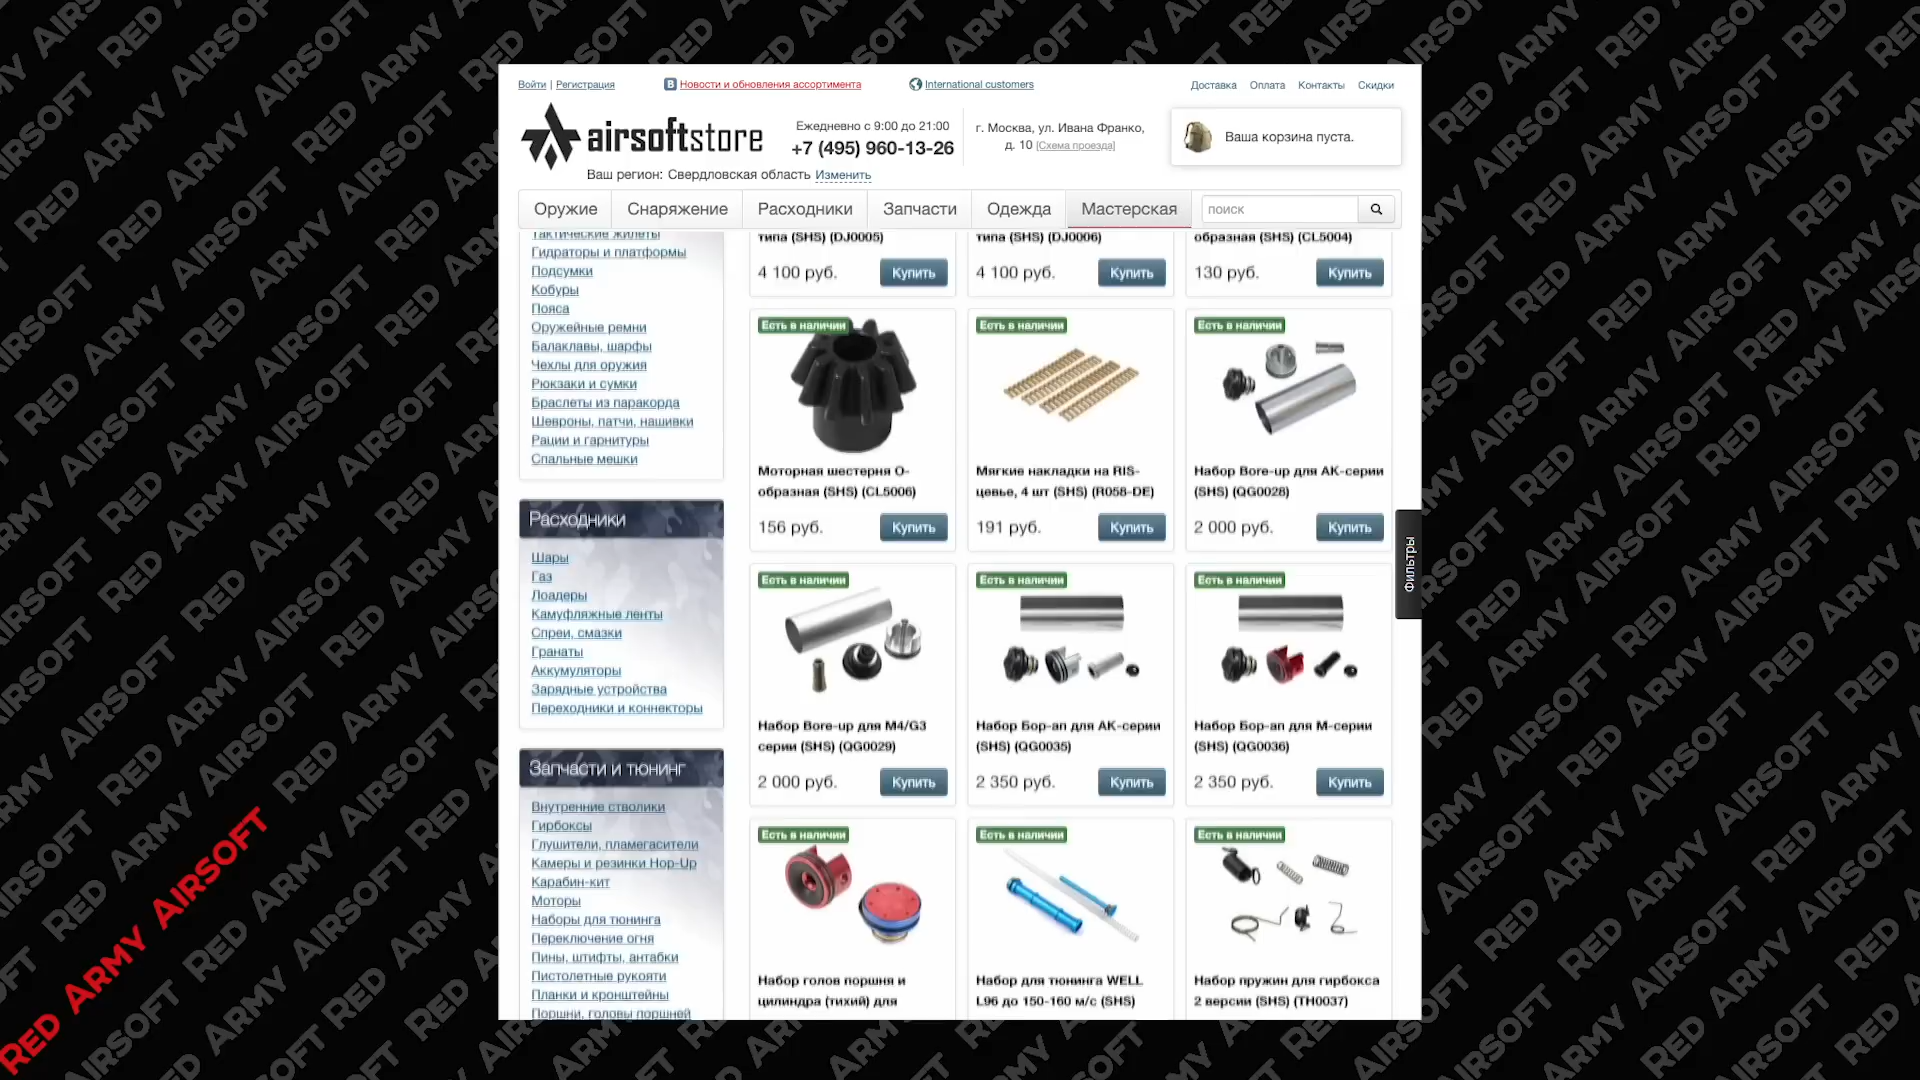 Войти | Регистрация
Новости и обновления ассортимента
International customers
Доставка Оплата Контакты Скидки
airsoftstore
Ежедневно с 9:00 до 21:00
+7 (495) 960-13-26
г. Москва, ул. Ивана Франко,
д. 10 [Схема проезда]
Ваша корзина пуста.
Ваш регион: Свердловская область Изменить
Оружие Снаряжение Расходники Запчасти Одежда Мастерская поиск
Тактические жилеты
Гидраторы и платформы
Подсумки
Кобуры
Пояса
Оружейные ремни
Балаклавы, шарфы
Чехлы для оружия
Рюкзаки и сумки
Браслеты из паракорда
Шевроны, патчи, нашивки
Рации и гарнитуры
Спальные мешки
Расходники
Шары
Газ
Лоадеры
Камуфляжные ленты
Спреи, смазки
Гранаты
Аккумуляторы
Зарядные устройства
Переходники и коннекторы
Запчасти и тюнинг
Внутренние стволики
Гирбоксы
Глушители, пламегасители
Камеры и резинки Hop-Up
Карабин-кит
Моторы
Наборы для тюнинга
Переключение огня
Пины, штифты, антабки
Пистолетные рукояти
Планки и кронштейны
Поршни, головы поршней
типа (SHS) (DJ0005)
4 100 руб. Купить
типа (SHS) (DJ0006)
4 100 руб. Купить
образная (SHS) (CL5004)
130 руб. Купить
Есть в наличии
Моторная шестерня О-
образная (SHS) (CL5006)
156 руб. Купить
Есть в наличии
Мягкие накладки на RIS-
цевье, 4 шт (SHS) (R058-DE)
191 руб. Купить
Есть в наличии
Набор Bore-up для АК-серии
(SHS) (QG0028)
2 000 руб. Купить
Есть в наличии
Набор Bore-up для M4/G3
серии (SHS) (QG0029)
2 000 руб. Купить
Есть в наличии
Набор Бор-ап для АК-серии
(SHS) (QG0035)
2 350 руб. Купить
Есть в наличии
Набор Бор-ап для М-серии
(SHS) (QG0036)
2 350 руб. Купить
Есть в наличии
Набор голов поршня и
цилиндра (тихий) для
Есть в наличии
Набор для тюнинга WELL
L96 до 150-160 м/с (SHS)
Есть в наличии
Набор пружин для гирбокса
2 версии (SHS) (TH0037)
Фильтры
RED ARMY AIRSOFT